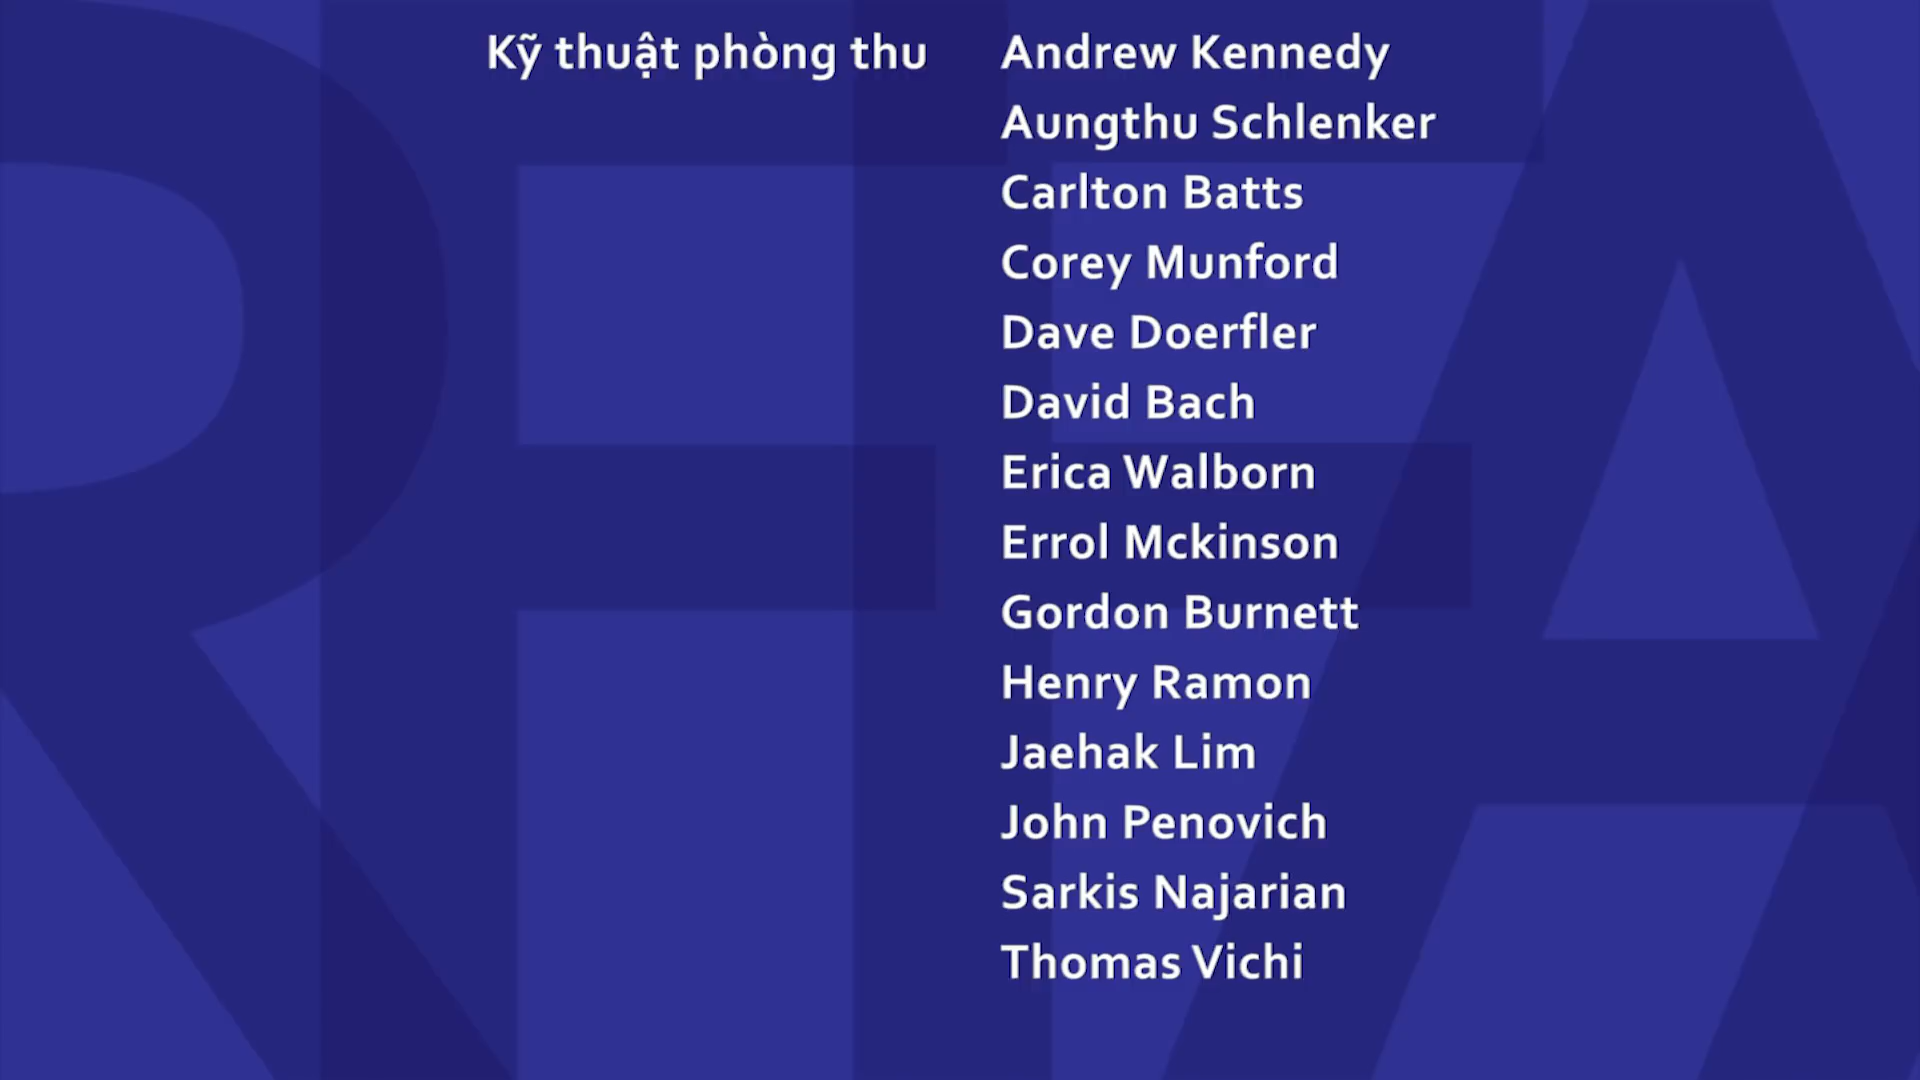 Kỹ thuật phòng thu Andrew Kennedy
Aungthu Schlenker
Carlton Batts
Corey Munford
Dave Doerfler
David Bach
Erica Walborn
Errol Mckinson
Gordon Burnett
Henry Ramon
Jaehak Lim
John Penovich
Sarkis Najarian
Thomas Vichi
RFFA